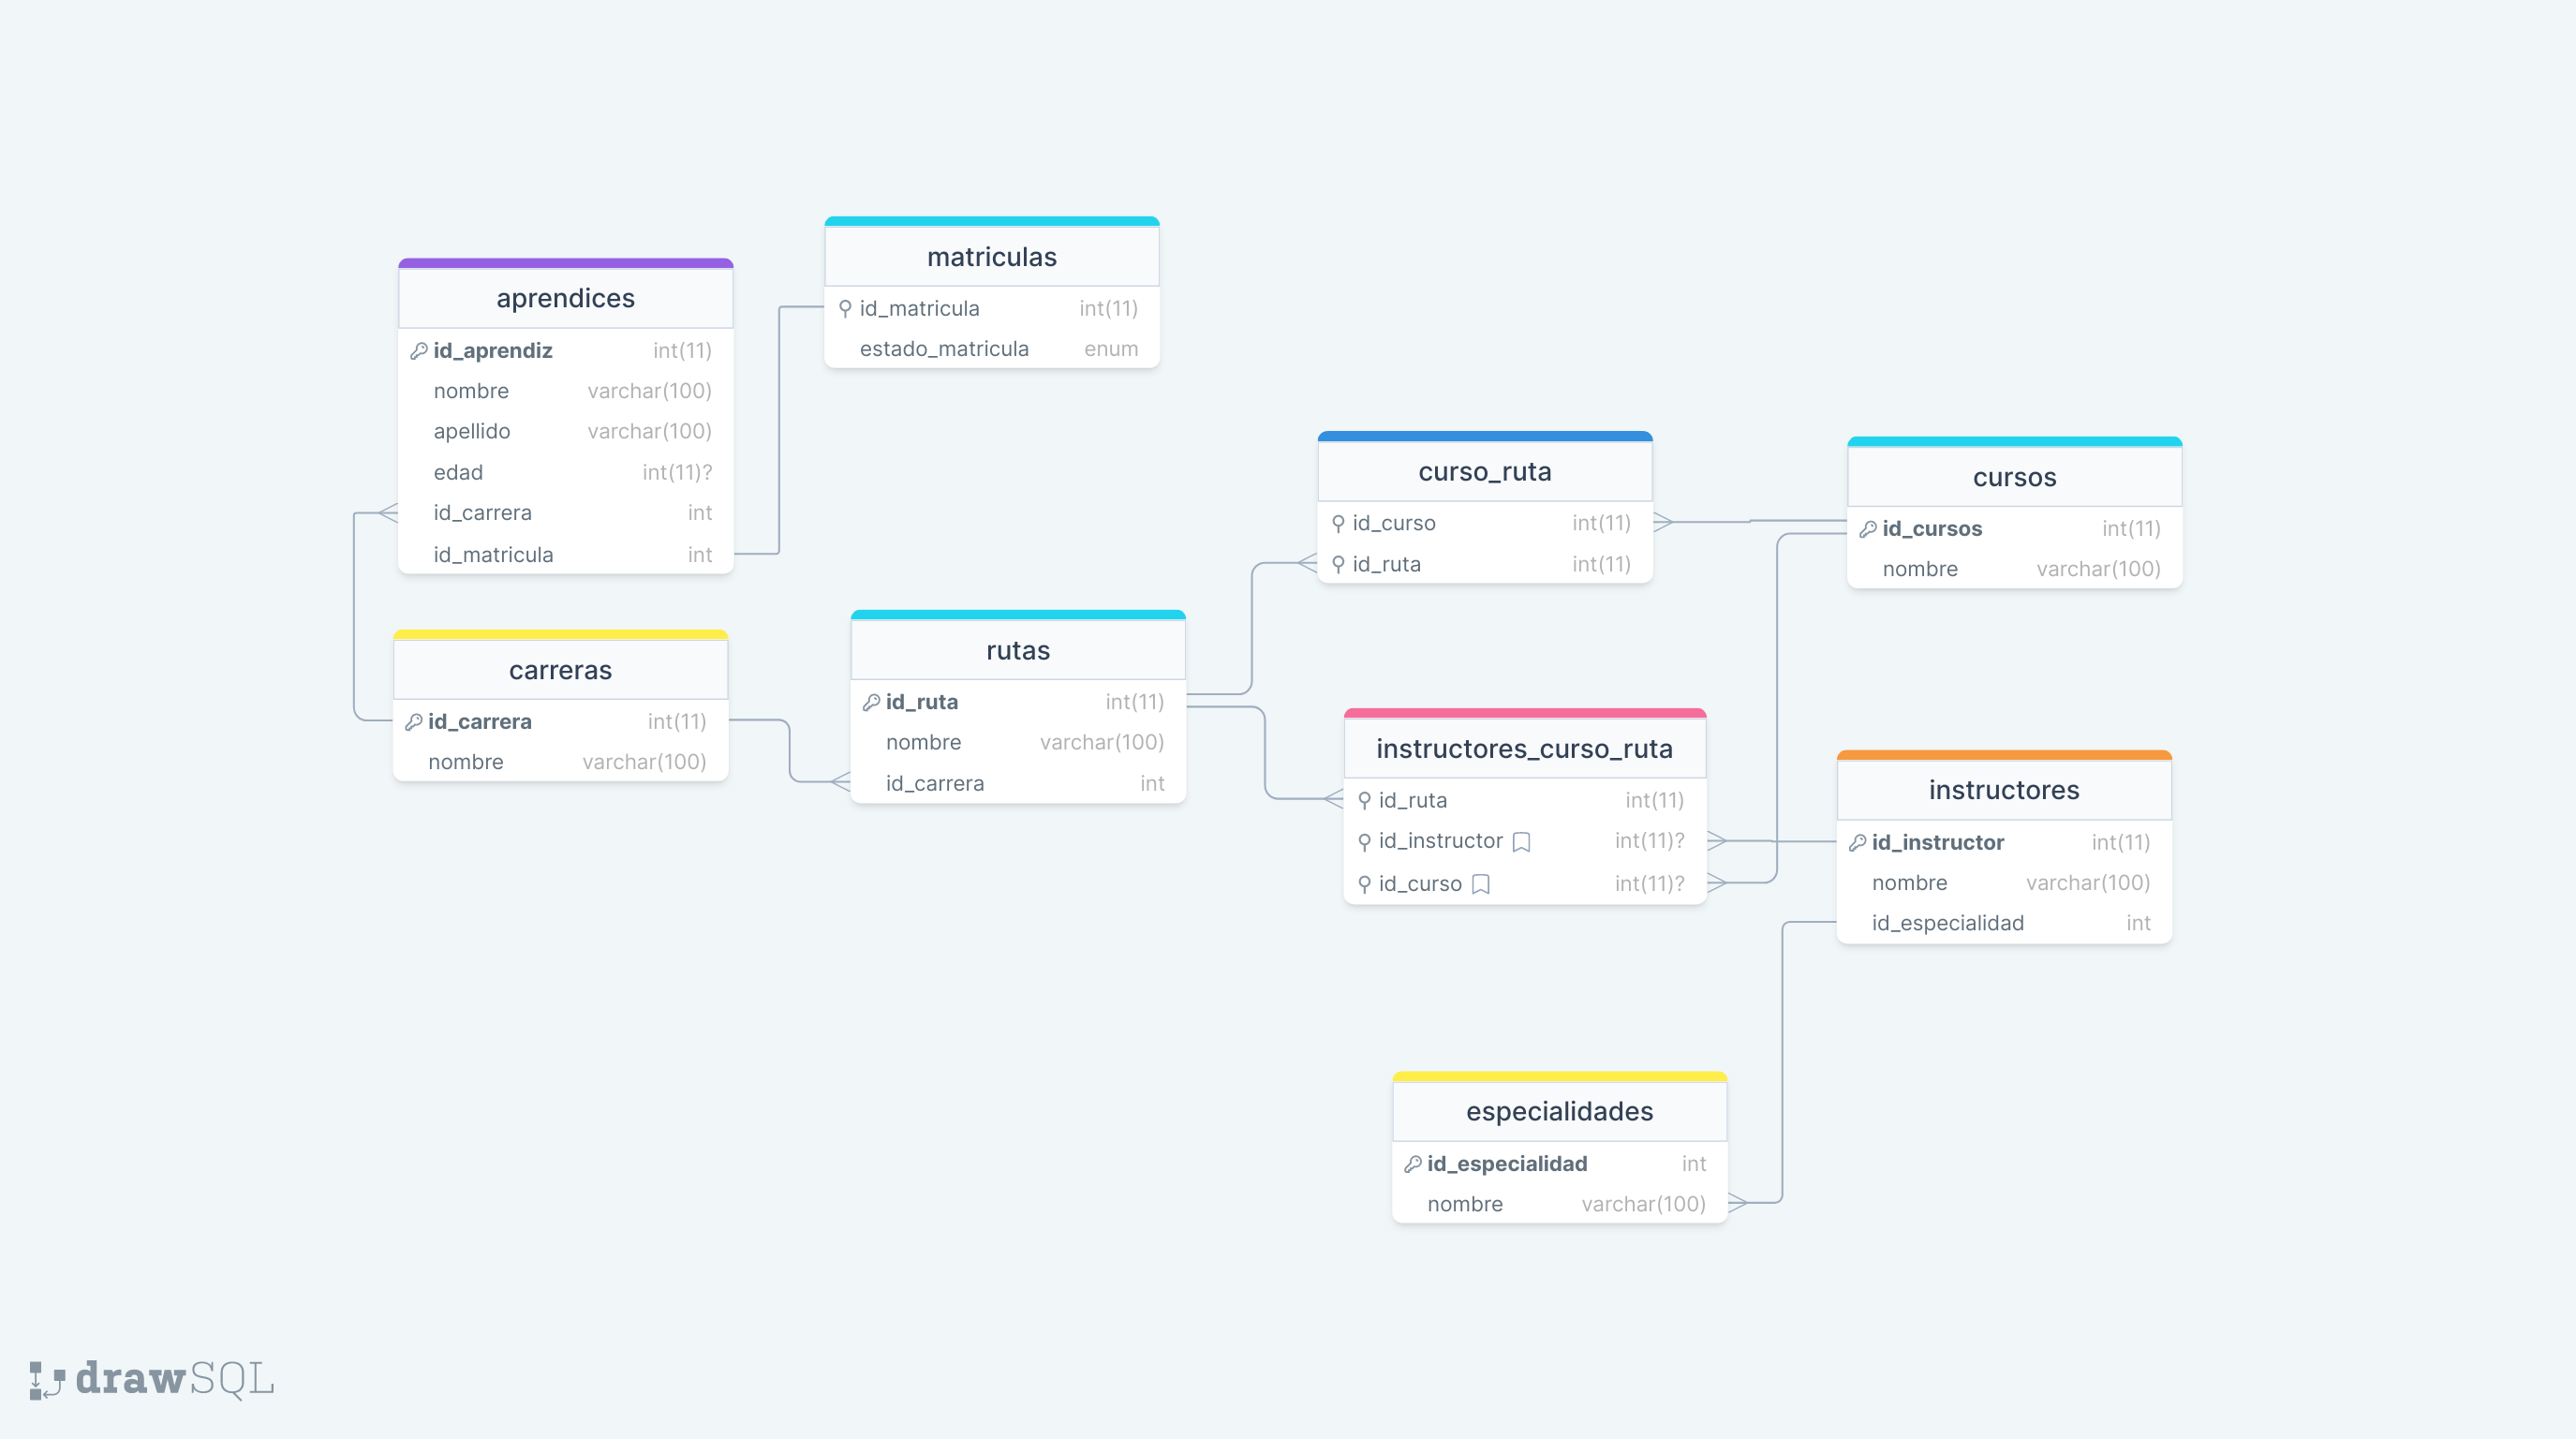 matriculas
id_matricula int(11)
estado_matricula enum
aprendices
id_aprendiz int(11)
nombre varchar(100)
apellido varchar(100)
edad int(11)?
id_carrera int
id_matricula int
carreras
id_carrera int(11)
nombre varchar(100)
rutas
id_ruta int(11)
nombre varchar(100)
id_carrera int
curso_ruta
id_curso int(11)
id_ruta int(11)
cursos
id_cursos int(11)
nombre varchar(100)
instructores_curso_ruta
id_ruta int(11)
id_instructor int(11)?
id_curso int(11)?
instructores
id_instructor int(11)
nombre varchar(100)
id_especialidad int
especialidades
id_especialidad int
nombre varchar(100)
drawSQL